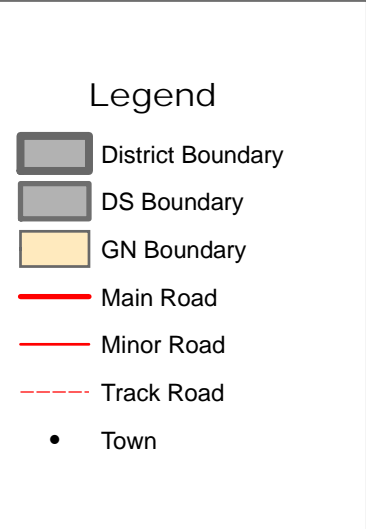 Legend
District Boundary
DS Boundary
GN Boundary
Main Road
Minor Road
Track Road
Town